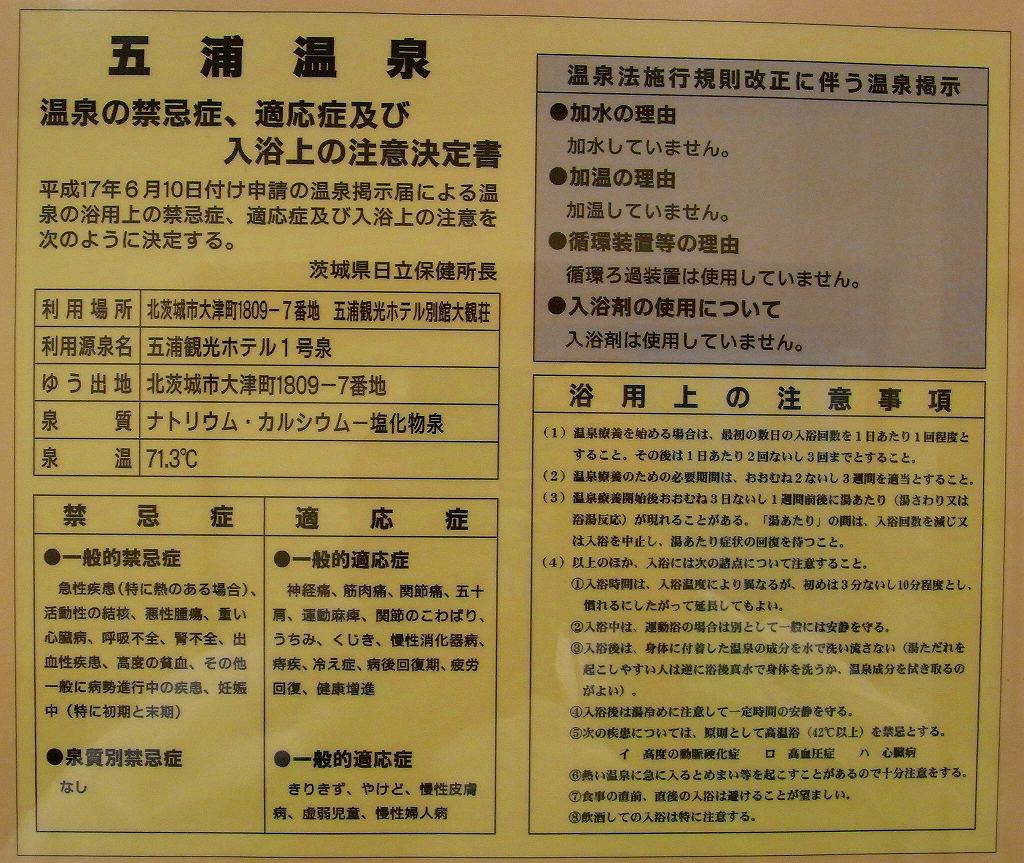 五浦温泉
温泉の禁忌症、適応症及び
入浴上の注意決定書
平成17年6月10日付け申請の温泉掲示届による温
泉の浴用上の禁忌症、適応症及び入浴上の注意を
次のように決定する。
茨城県日立保健所長
利用場所 北茨城市大津町1809－7番地 五浦観光ホテル別館大観荘
利用源泉名 五浦観光ホテル1号泉
ゆう出地 北茨城市大津町1809－7番地
泉質 ナトリウム・カルシウム－塩化物泉
泉温 71.3℃
禁忌症
●一般的禁忌症
急性疾患（特に熱のある場合）、
活動性の結核、悪性腫瘍、重い
心臓病、呼吸不全、腎不全、出
血性疾患、高度の貧血、その他
一般に病勢進行中の疾患、妊娠
中（特に初期と末期）
●泉質別禁忌症
なし
適応症
●一般的適応症
神経痛、筋肉痛、関節痛、五十
肩、運動麻痺、関節のこわばり、
うちみ、くじき、慢性消化器病、
痔疾、冷え症、病後回復期、疲労
回復、健康増進
●一般的適応症
きりきず、やけど、慢性皮膚
病、虚弱児童、慢性婦人病
温泉法施行規則改正に伴う温泉掲示
●加水の理由
加水していません。
●加温の理由
加温していません。
●循環装置等の理由
循環ろ過装置は使用していません。
●入浴剤の使用について
入浴剤は使用していません。
浴用上の注意事項
（1）温泉療養を始める場合は、最初の数日の入浴回数を1日あたり1回程度と
すること。その後は1日あたり2回ないし3回までとすること。
（2）温泉療養のための必要期間は、おおむね2ないし3週間を適当とすること。
（3）温泉療養開始後おおむね3日ないし1週間前後に湯あたり（湯さわり又は
浴湯反応）が現れることがある。「湯あたり」の間は、入浴回数を減じ又
は入浴を中止し、湯あたり症状の回復を待つこと。
（4）以上のほか、入浴には次の諸点について注意すること。
①入浴時間は、入浴温度により異なるが、初めは3分ないし10分程度とし、
慣れるにしたがって延長してもよい。
②入浴中は、運動浴の場合は別として一般には安静を守る。
③入浴後は、身体に付着した温泉の成分を水で洗い流さない（湯ただれを
起こしやすい人は逆に浴後真水で身体を洗うか、温泉成分を拭き取るの
がよい）。
④入浴後は湯冷めに注意して一定時間の安静を守る。
⑤次の疾患については、原則として高温浴（42℃以上）を禁忌とする。
イ 高度の動脈硬化症 ロ 高血圧症 ハ 心臓病
⑥熱い温泉に急に入るとめまい等を起こすことがあるので十分注意をする。
⑦食事の直前、直後の入浴は避けることが望ましい。
⑧飲酒しての入浴は特に注意する。